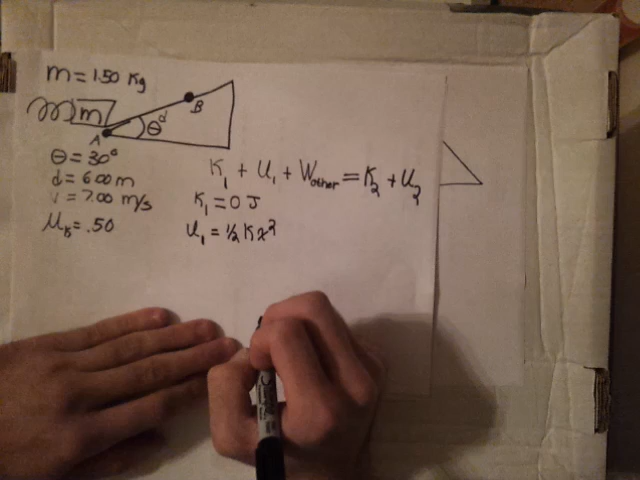 m = 1.50 Kg
m
B
d
θ
A
θ = 30°
d = 6.00 m
v = 7.00 m/s
μk = .50
K₁ + U₁ + Wother = K₂ + U₂
K₁ = 0 J
U₁ = ½ Kx²